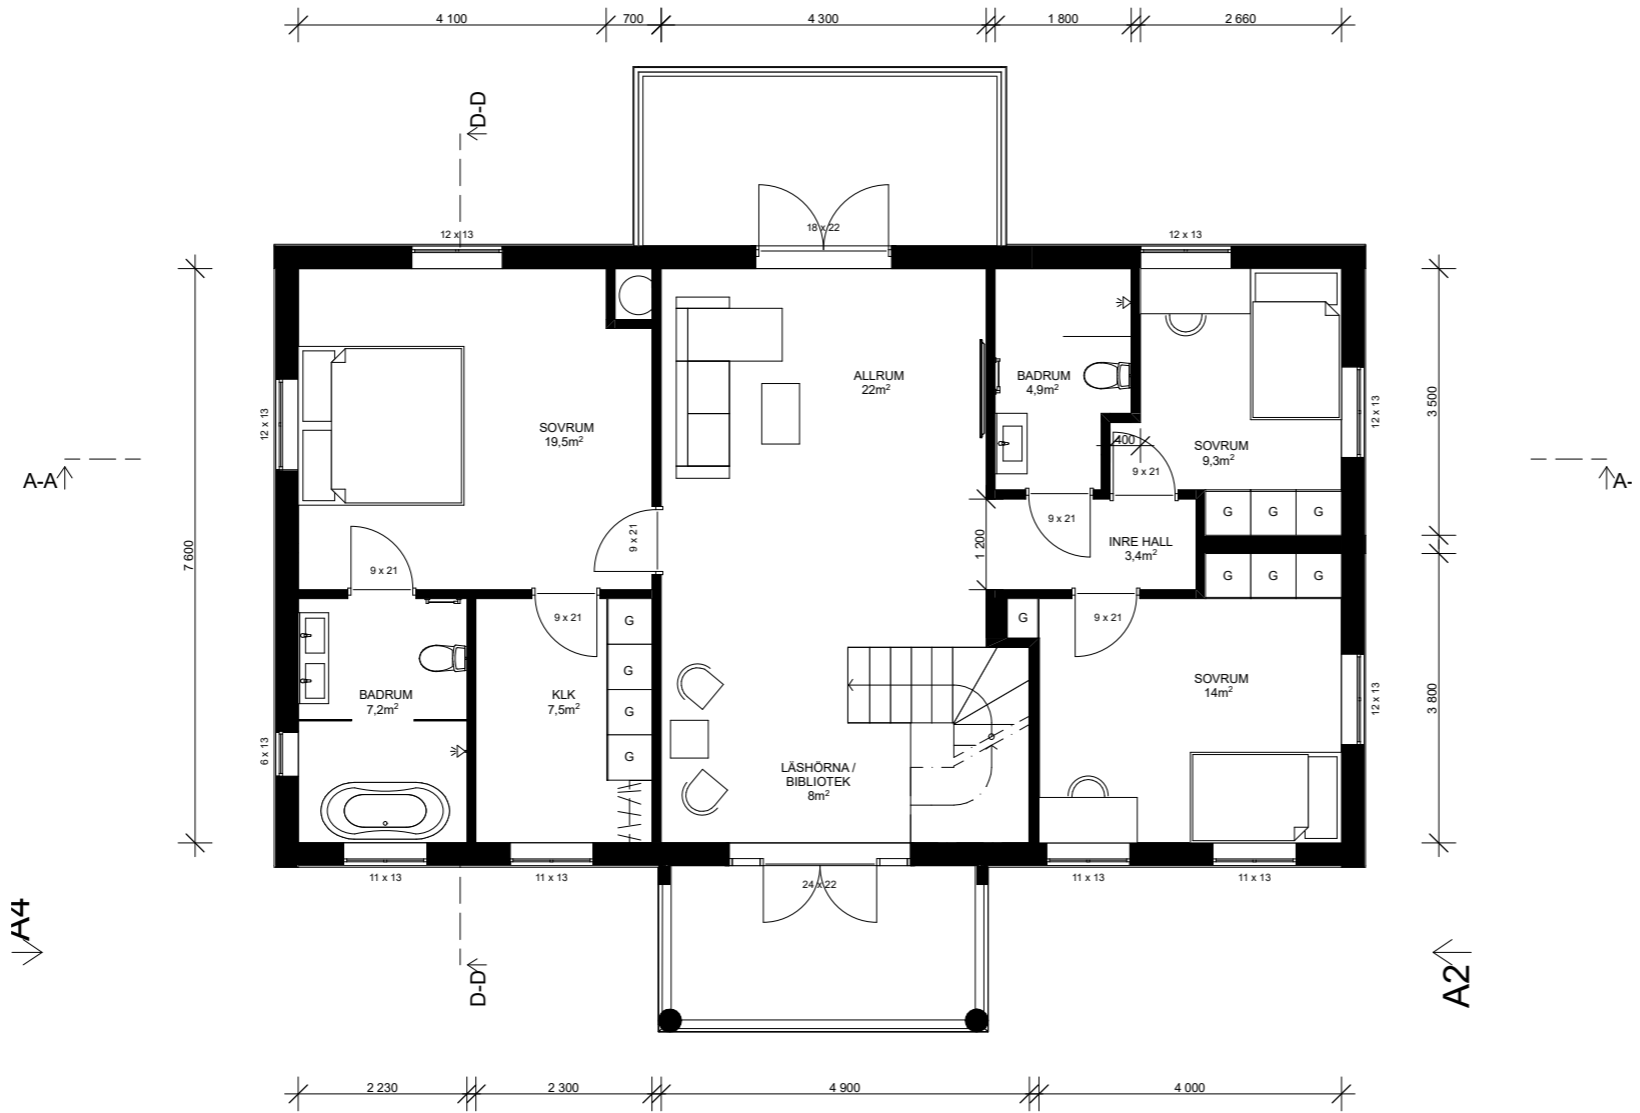 4 100
700
4 300
1 800
2 660
D-D
12 x 13
18 x 22
12 x 13
ALLRUM
22m²
BADRUM
4,9m²
SOVRUM
19,5m²
SOVRUM
9,3m²
400
12 x 13
12 x 13
3 500
A-A
A-
9 x 21
9 x 21
9 x 21
G
G
G
INRE HALL
3,4m²
1 200
7 600
9 x 21
G
G
G
9 x 21
G
9 x 21
G
G
G
G
BADRUM
7,2m²
KLK
7,5m²
SOVRUM
14m²
12 x 13
3 800
6 x 13
LÄSHÖRNA /
BIBLIOTEK
8m²
11 x 13
11 x 13
24 x 22
11 x 13
11 x 13
A4
D-D
A2
2 230
2 300
4 900
4 000